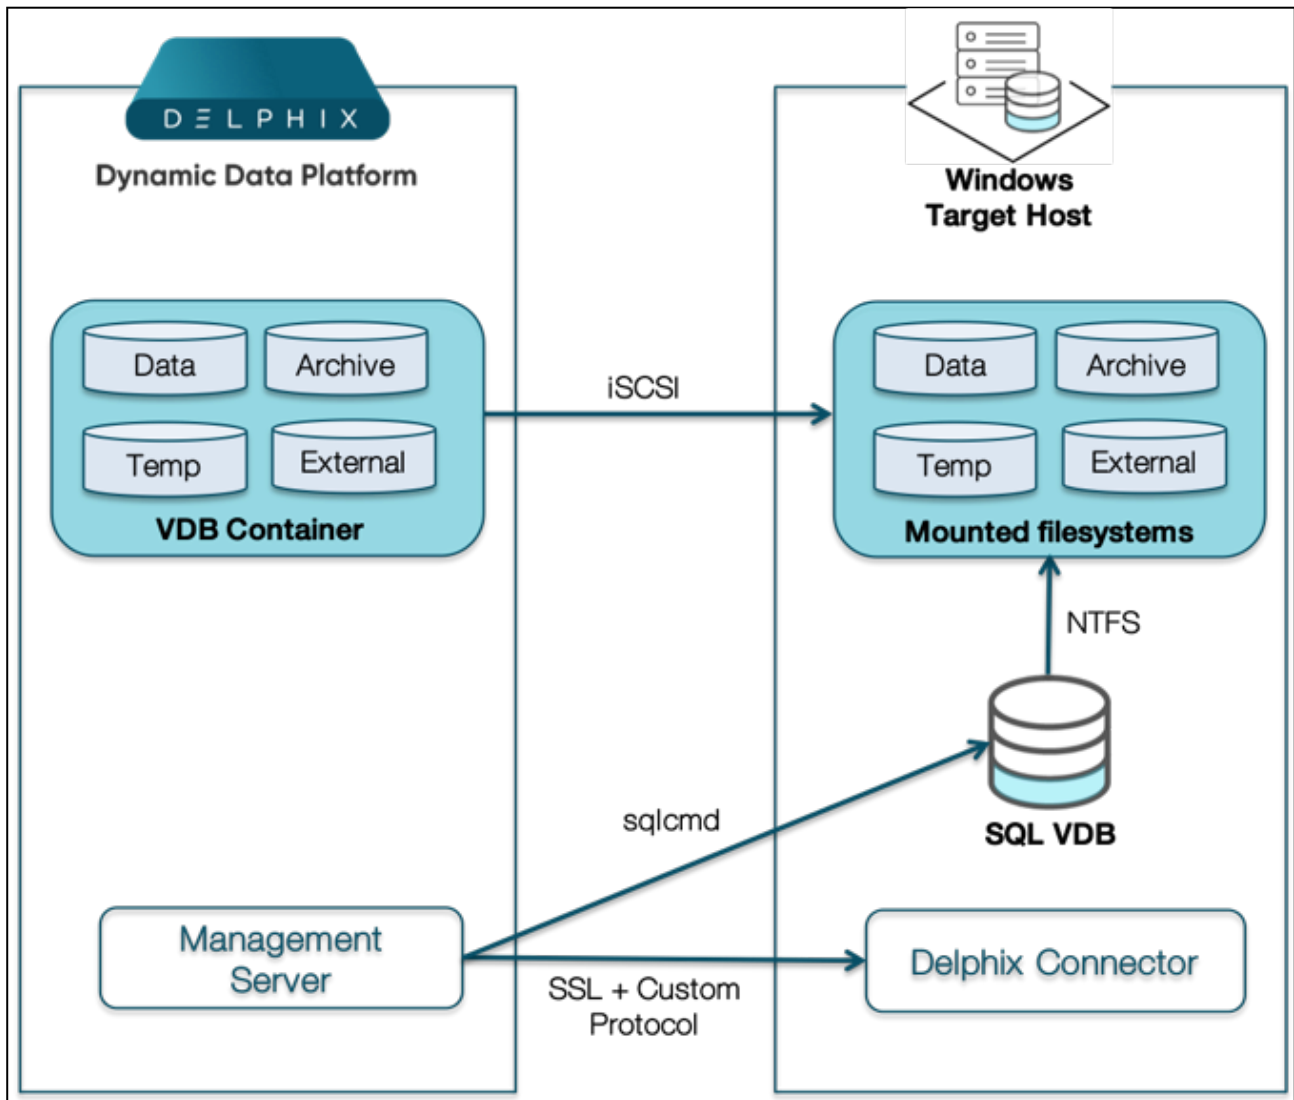 DELPHIX
Dynamic Data Platform
Windows
Target Host
Data
Archive
Temp
External
VDB Container
iSCSI
Data
Archive
Temp
External
Mounted filesystems
NTFS
SQL VDB
sqlcmd
Management
Server
SSL + Custom
Protocol
Delphix Connector